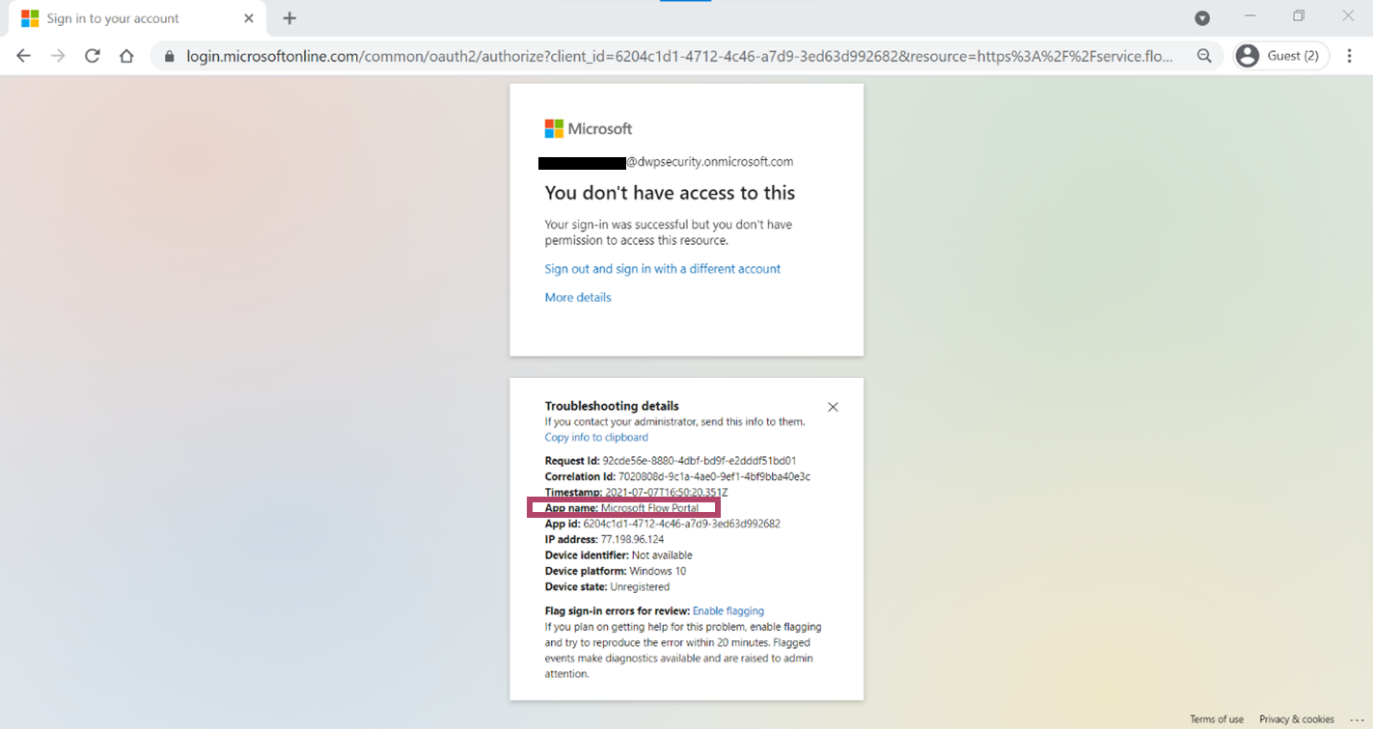 Sign in to your account
login.microsoftonline.com/common/oauth2/authorize?client_id=6204c1d1-4712-4c46-a7d9-3ed63d992682&resource=https%3A%2F%2Fservice.flo...
Guest (2)
Microsoft
@dwpsecurity.onmicrosoft.com
You don't have access to this
Your sign-in was successful but you don't have
permission to access this resource.
Sign out and sign in with a different account
More details
Troubleshooting details
If you contact your administrator, send this info to them.
Copy info to clipboard
Request Id: 92cde56e-8880-4dbf-bd9f-e2dddf51bd01
Correlation Id: 7020808d-9c1a-4ae0-9ef1-4bf9bba40e3c
Timestamp: 2021-07-07T16:50:20.351Z
App name: Microsoft Flow Portal
App id: 6204c1d1-4712-4c46-a7d9-3ed63d992682
IP address: 77.198.96.124
Device identifier: Not available
Device platform: Windows 10
Device state: Unregistered
Flag sign-in errors for review: Enable flagging
If you plan on getting help for this problem, enable flagging
and try to reproduce the error within 20 minutes. Flagged
events make diagnostics available and are raised to admin
attention.
Terms of use Privacy & cookies ...